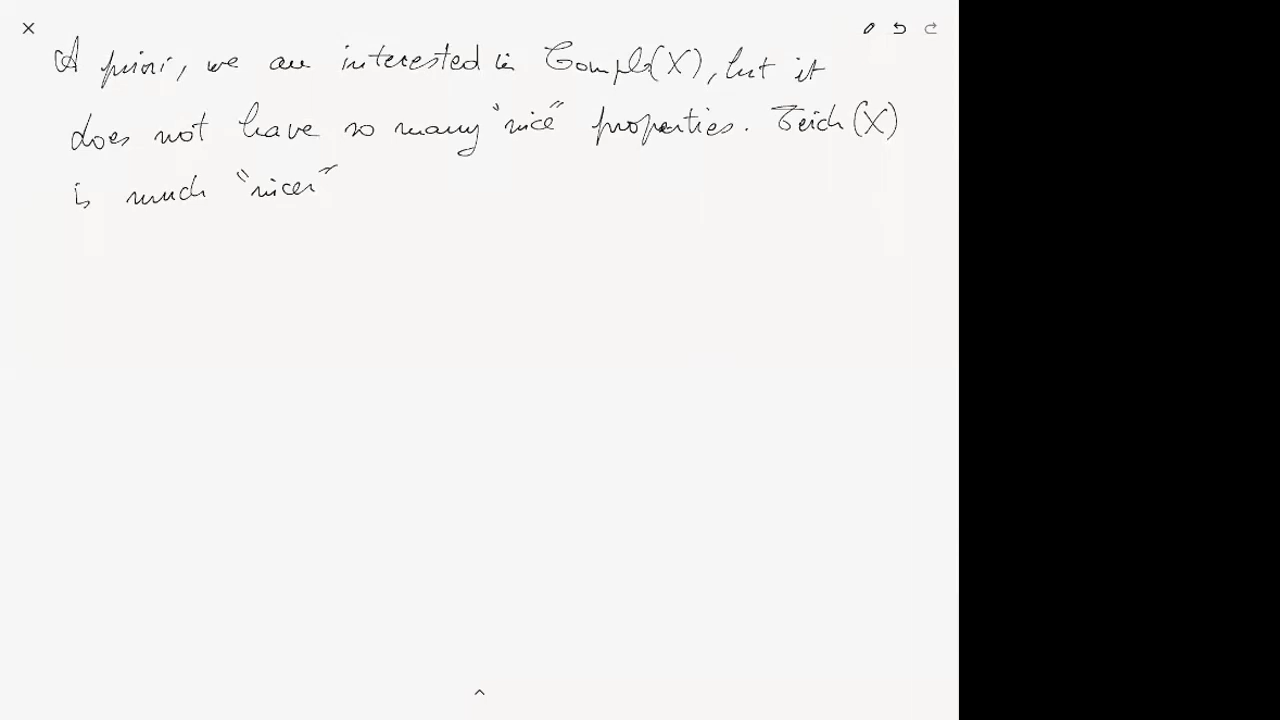 A priori, we are interested in Compl(X), but it
does not have so many "nice" properties. Teich(X)
is much "nicer"